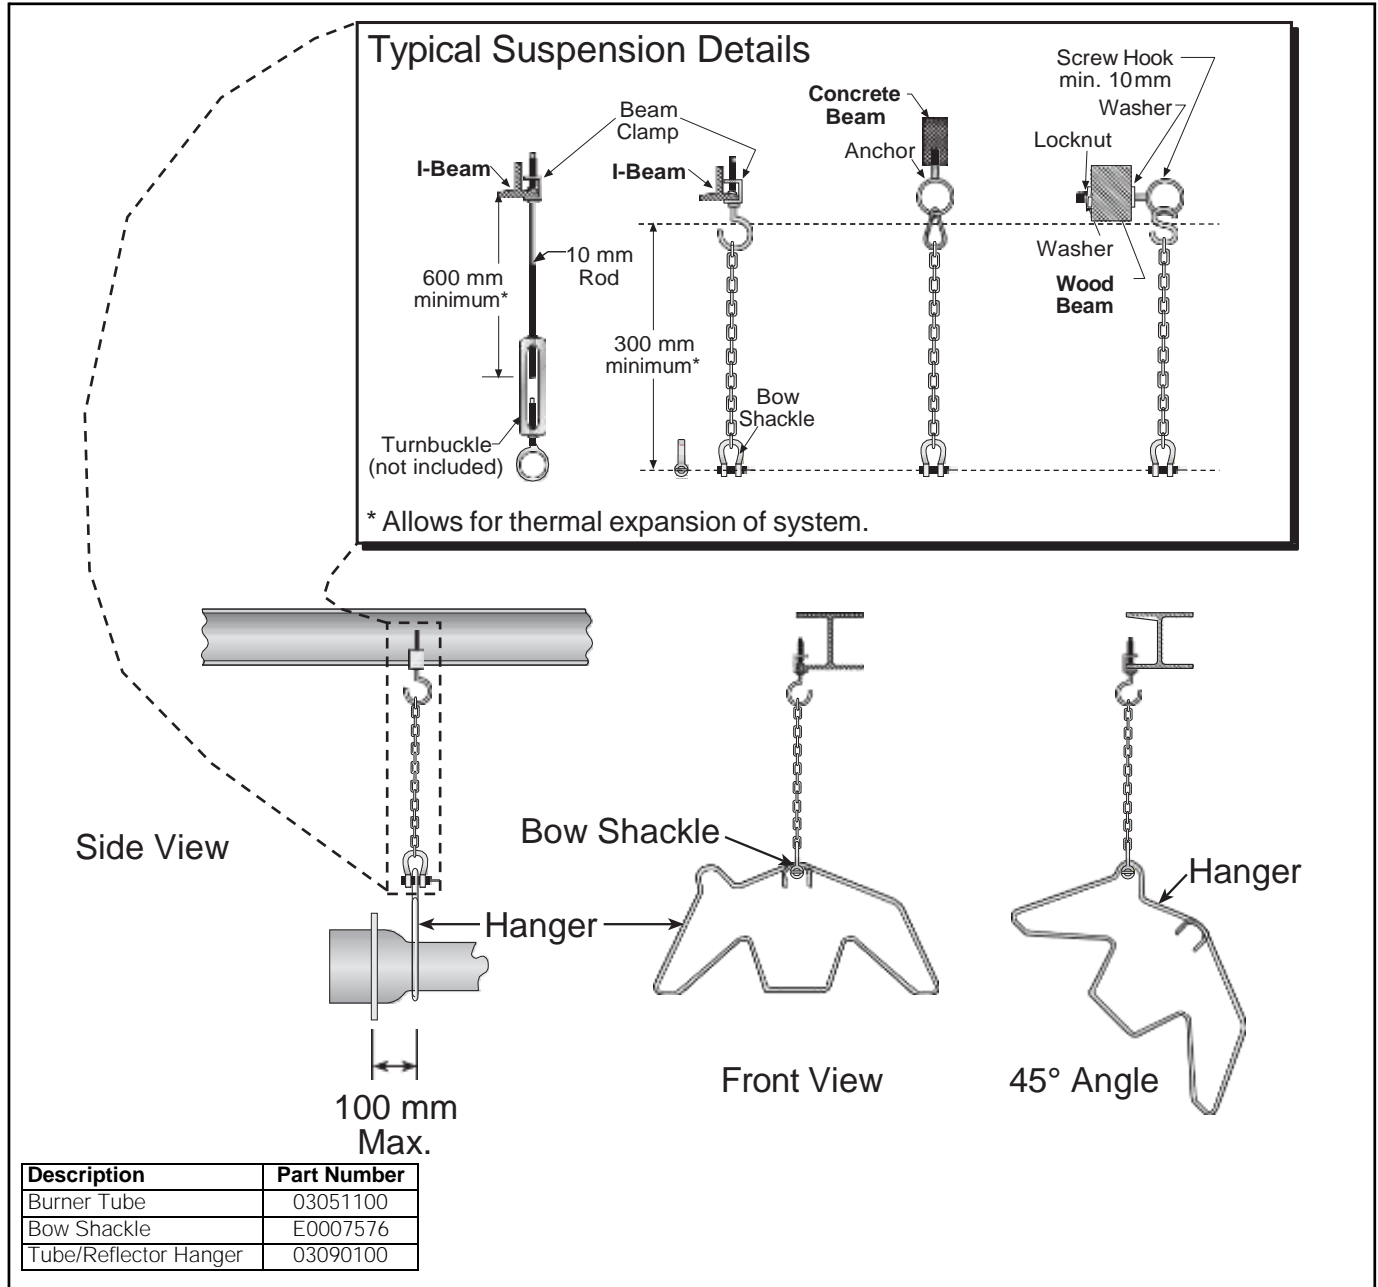 Typical Suspension Details
Screw Hook
min. 10mm
Washer
Concrete
Beam
Beam
Clamp
Locknut
Anchor
I-Beam
I-Beam
10 mm
Rod
600 mm
minimum*
Washer
Wood
Beam
300 mm
minimum*
Bow
Shackle
Turnbuckle
(not included)
* Allows for thermal expansion of system.
Side View
Bow Shackle
Hanger
Hanger
Front View
45° Angle
100 mm
Max.
Description Part Number
Burner Tube 03051100
Bow Shackle E0007576
Tube/Reflector Hanger 03090100